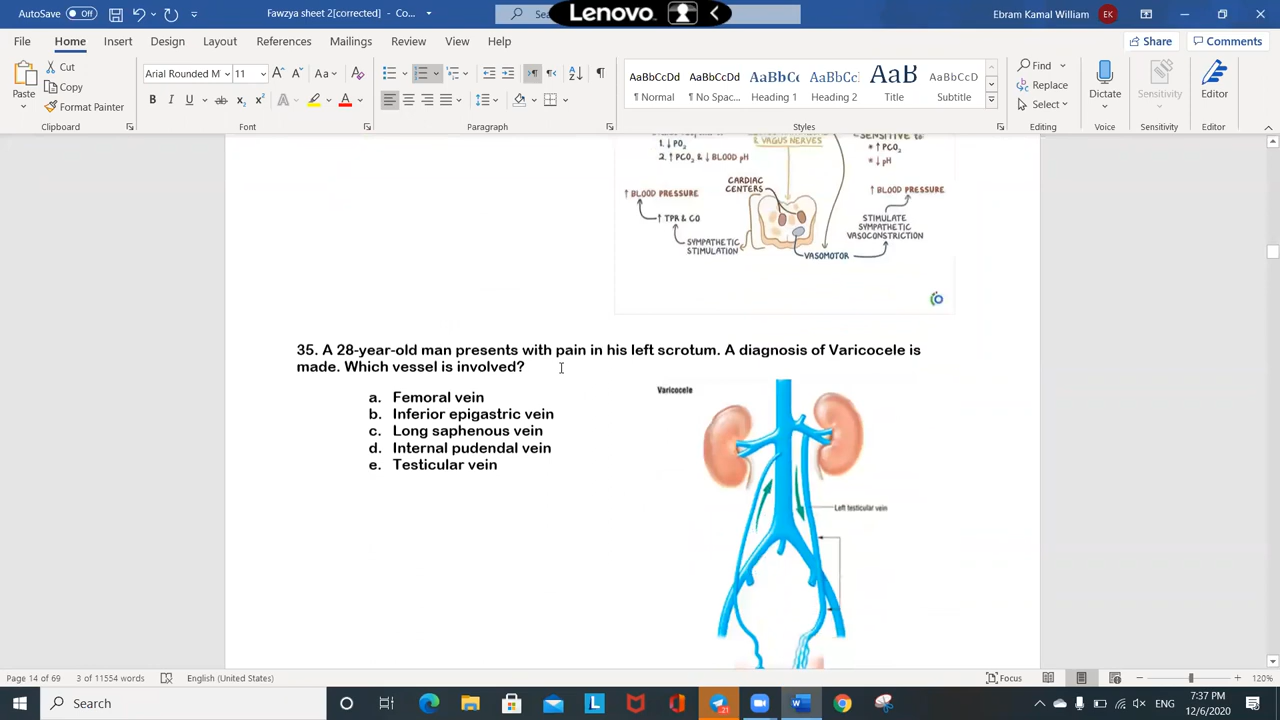 AutoSave Off
Fawzya sheet 2[corrected]
Search
Lenovo
Ebram Kamal William
EK
File Home Insert Design Layout References Mailings Review View Help
Share
Comments
Paste
Cut
Copy
Format Painter
Clipboard
Arial Rounded M 11
Font
Paragraph
AaBbCcDd AaBbCcDd AaBbCc AaBbCcl AaB AaBbCcD
¶ Normal ¶ No Spac... Heading 1 Heading 2 Title Subtitle
Styles
Find
Replace
Select
Editing
Dictate
Voice
Sensitivity
Sensitivity
Editor
Editor
& VAGUS NERVES
SENSITIVE to:
1. ↓ PO₂
2. ↑ PCO₂ & ↓ BLOOD pH
* ↑ PCO₂
* ↓ pH
CARDIAC
CENTERS
↑ BLOOD PRESSURE
↑ BLOOD PRESSURE
↑ TPR & CO
STIMULATE
SYMPATHETIC
VASOCONSTRICTION
SYMPATHETIC
STIMULATION
VASOMOTOR
35. A 28-year-old man presents with pain in his left scrotum. A diagnosis of Varicocele is
made. Which vessel is involved?
a. Femoral vein
b. Inferior epigastric vein
c. Long saphenous vein
d. Internal pudendal vein
e. Testicular vein
Varicocele
Left testicular vein
Page 14 of 69 3 of 11554 words English (United States)
Focus
120%
Search
21
ENG
7:37 PM
12/6/2020